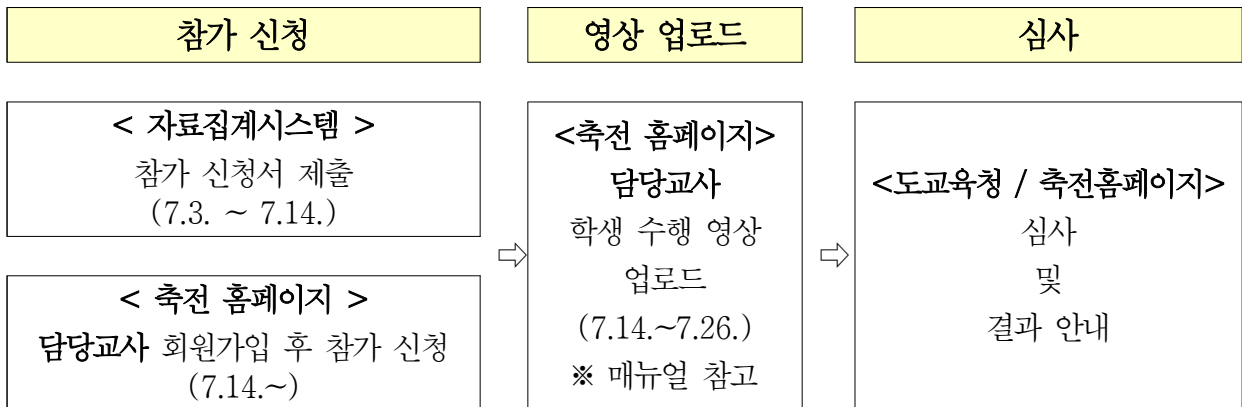 참가 신청
< 자료집계시스템 >
참가 신청서 제출
(7.3. ~ 7.14.)
< 축전 홈페이지 >
담당교사 회원가입 후 참가 신청
(7.14.~)
⇨
영상 업로드
<축전 홈페이지>
담당교사
학생 수행 영상
업로드
(7.14.~7.26.)
※ 매뉴얼 참고
⇨
심사
<도교육청 / 축전홈페이지>
심사
및
결과 안내